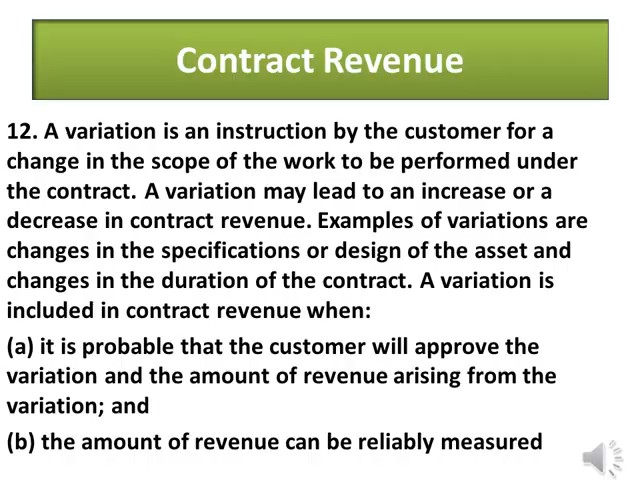 Contract Revenue
12. A variation is an instruction by the customer for a
change in the scope of the work to be performed under
the contract. A variation may lead to an increase or a
decrease in contract revenue. Examples of variations are
changes in the specifications or design of the asset and
changes in the duration of the contract. A variation is
included in contract revenue when:
(a) it is probable that the customer will approve the
variation and the amount of revenue arising from the
variation; and
(b) the amount of revenue can be reliably measured